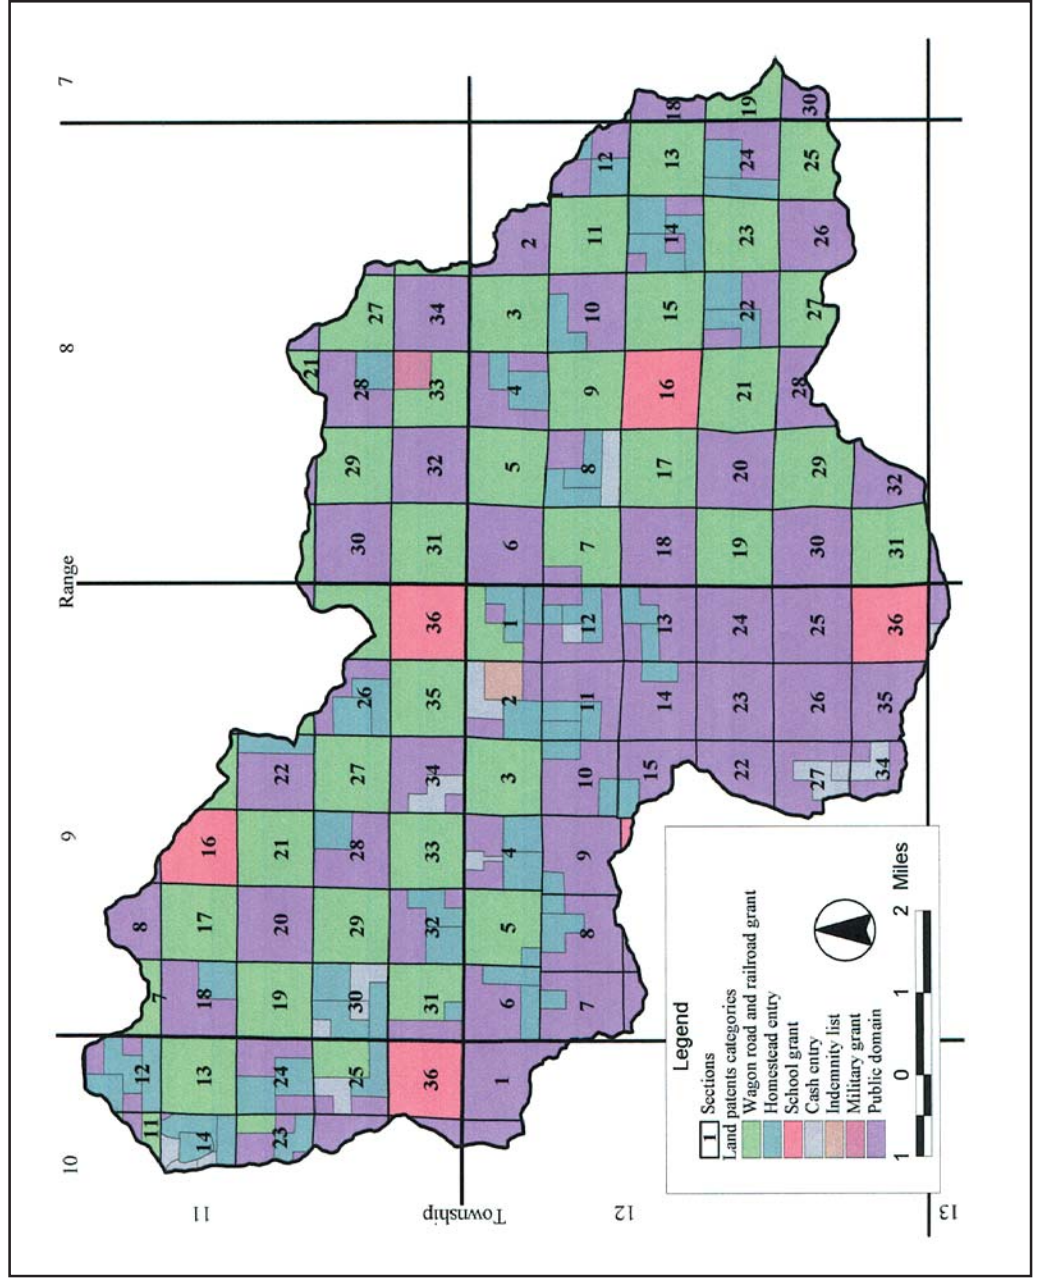 10 9 Range 8 7
11
Township
12
13
11 12 7 8
14 13 18 17 16
23 24 19 20 21 22
21
25 30 29 28 27 26 30 29 28 27
36 31 32 33 34 35 36 31 32 33 34
1 6 5 4 3 2 1 6 5 4 3 2
7 8 9 10 11 12 7 8 9 10 11 12
15 14 13 18 17 16 15 14 13 18
22 23 24 19 20 21 22 23 24 19
27 26 25 30 29 28 27 26 25 30
34 35 36 31 32
Legend
1 Sections
Land patents categories
Wagon road and railroad grant
Homestead entry
School grant
Cash entry
Indemnity list
Military grant
Public domain
1 0 1 2 Miles